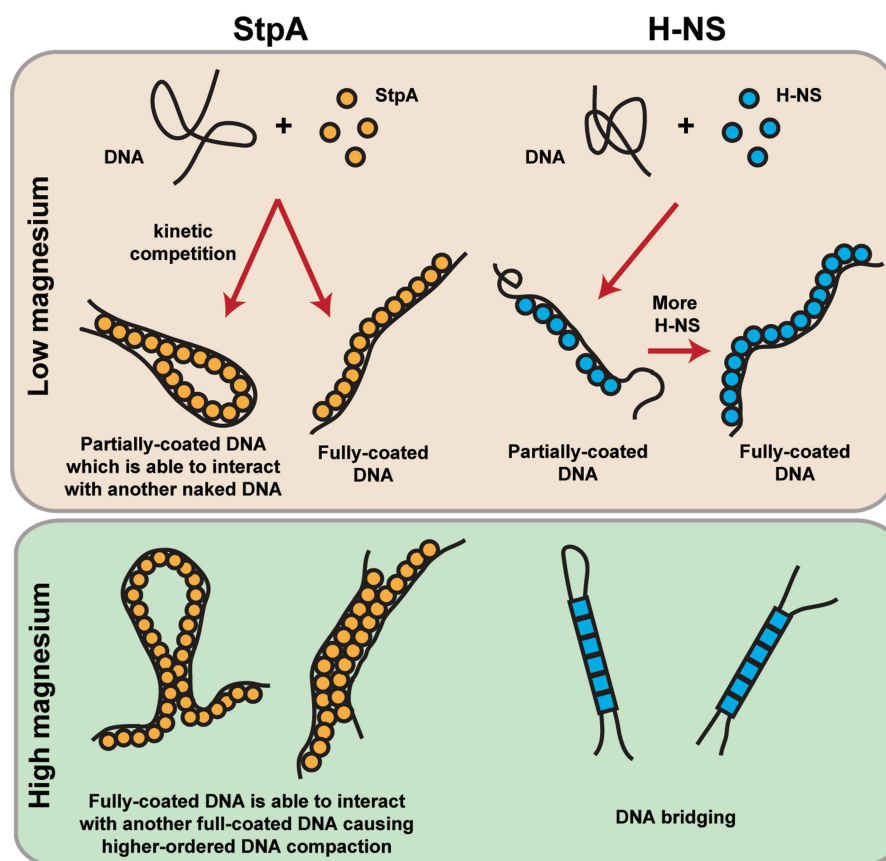 StpA
H-NS
Low magnesium
DNA
+
StpA
DNA
+
H-NS
kinetic
competition
More
H-NS
Partially-coated DNA
which is able to interact
with another naked DNA
Fully-coated
DNA
Partially-coated
DNA
Fully-coated
DNA
High magnesium
Fully-coated DNA is able to interact
with another full-coated DNA causing
higher-ordered DNA compaction
DNA bridging